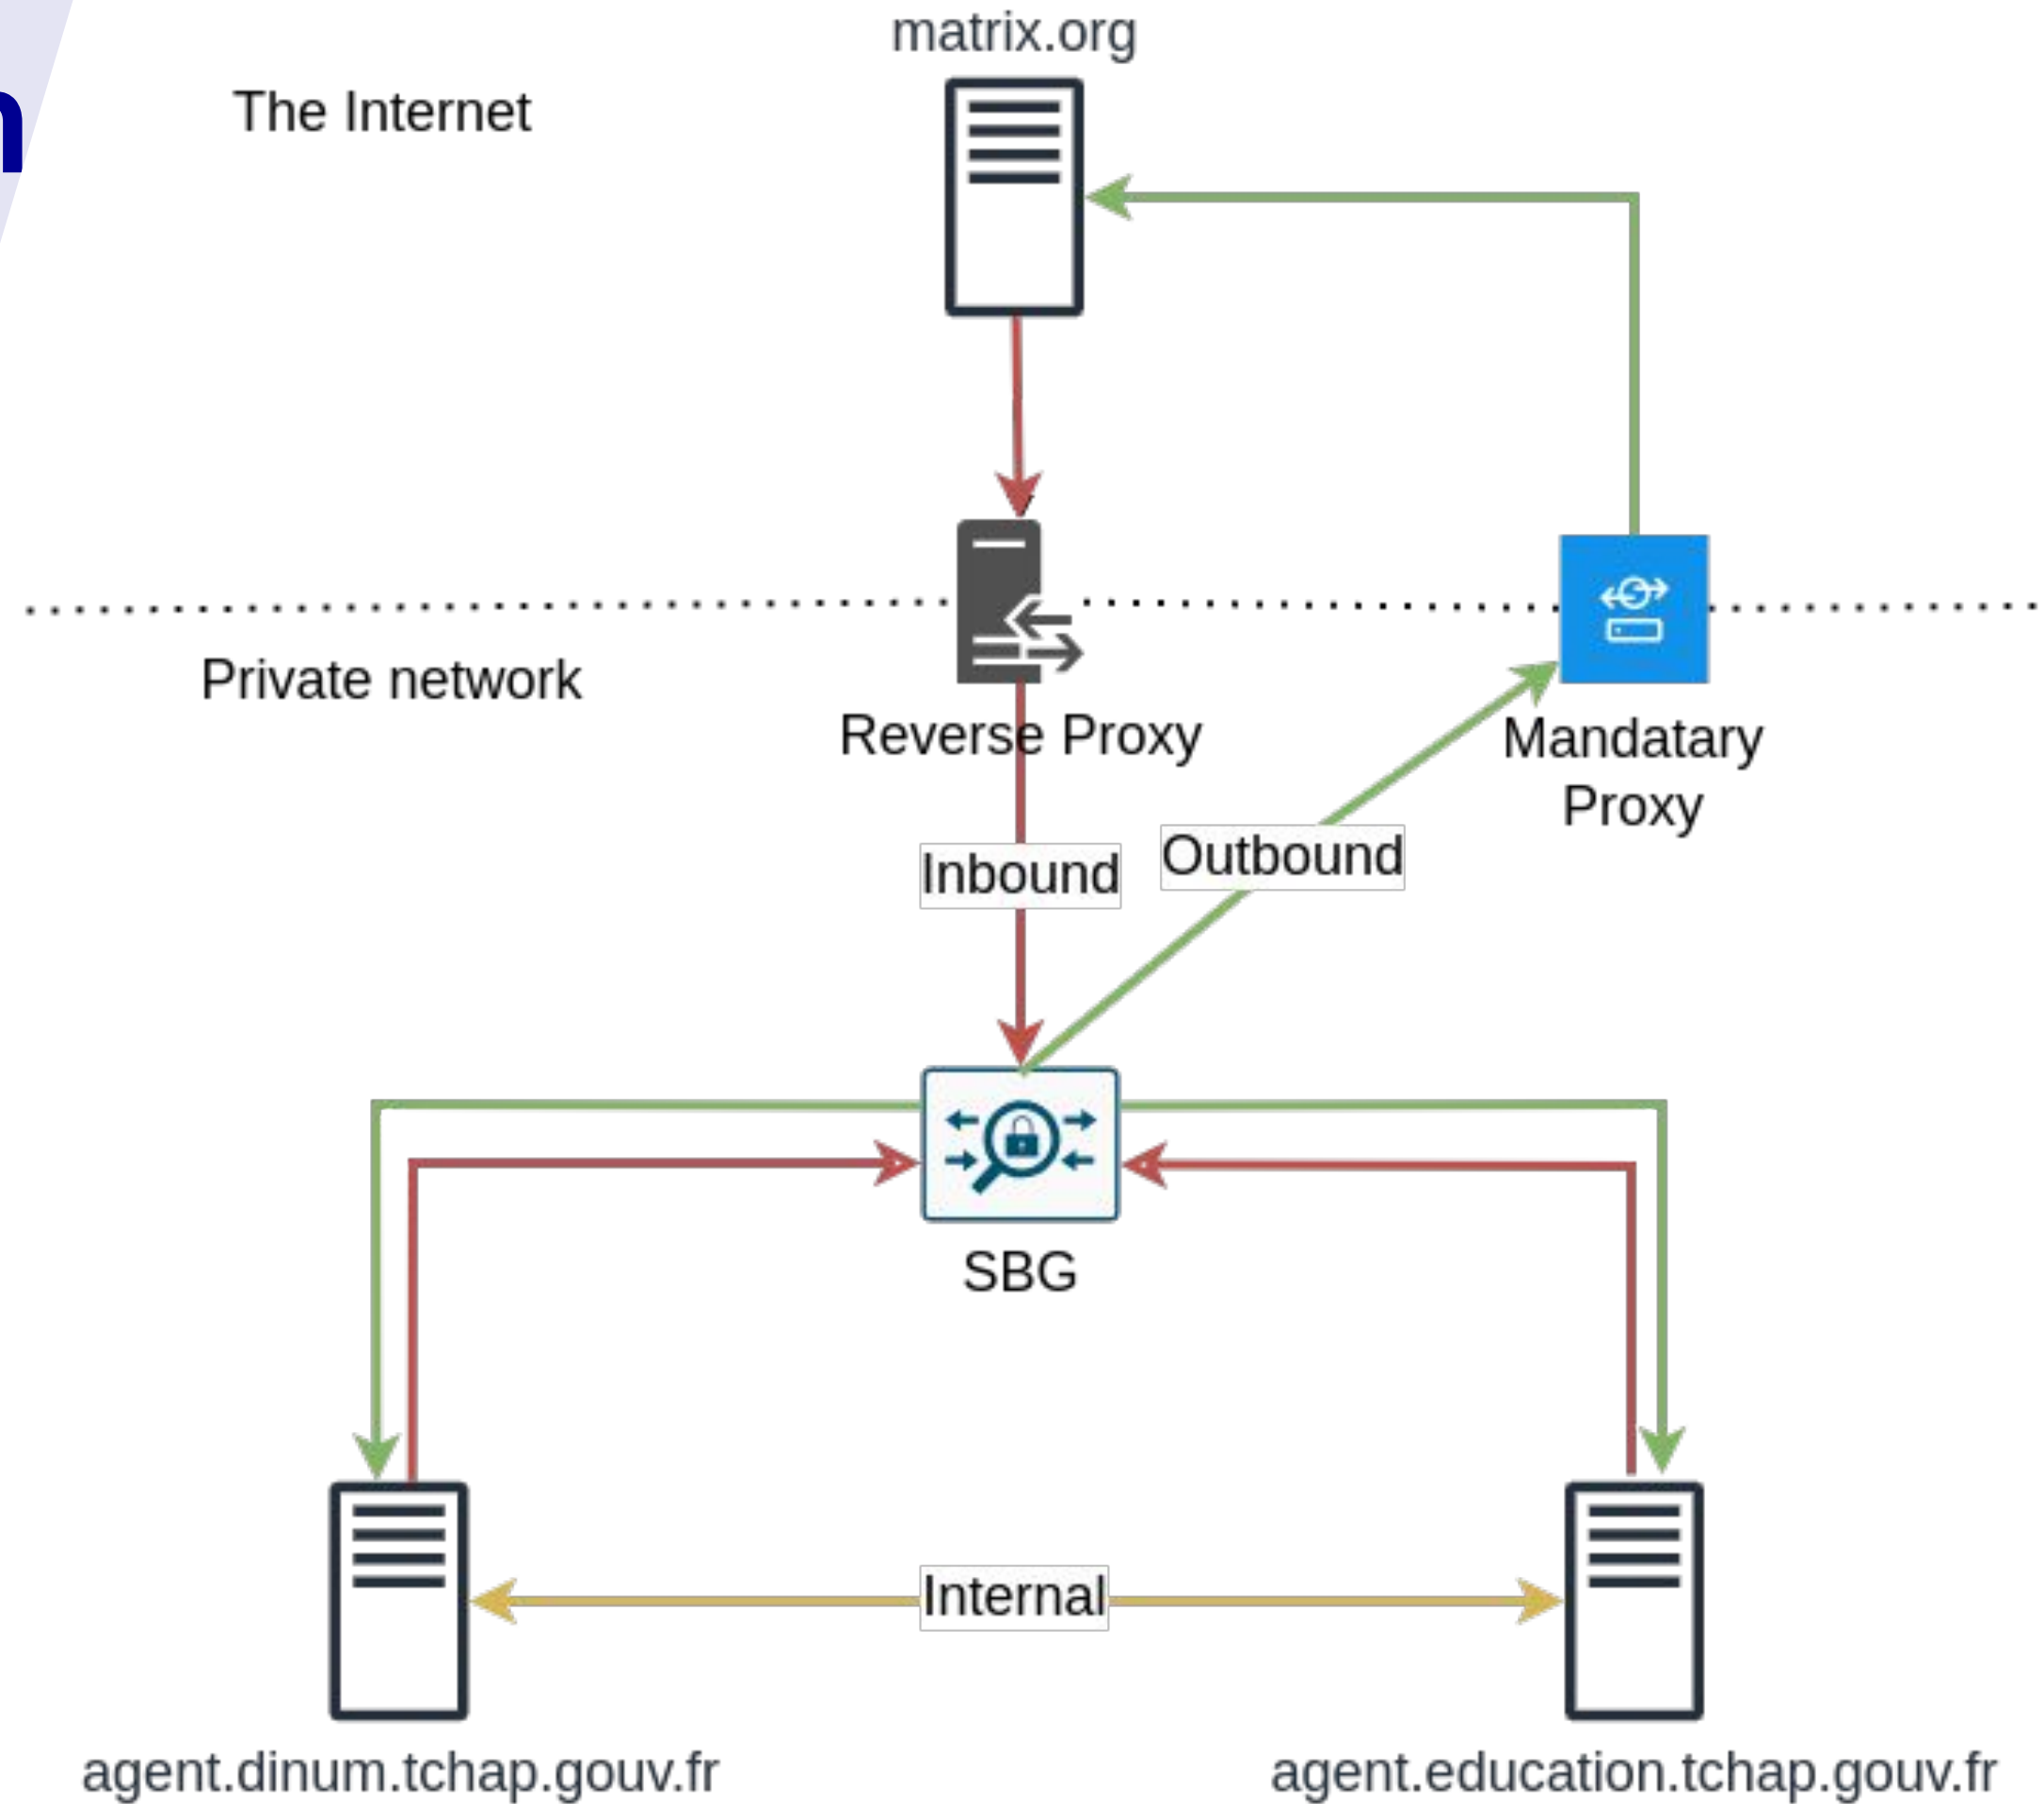 matrix.org
The Internet
n
Private network
Reverse Proxy
Mandatary
Proxy
Inbound
Outbound
SBG
Internal
agent.dinum.tchap.gouv.fr
agent.education.tchap.gouv.fr